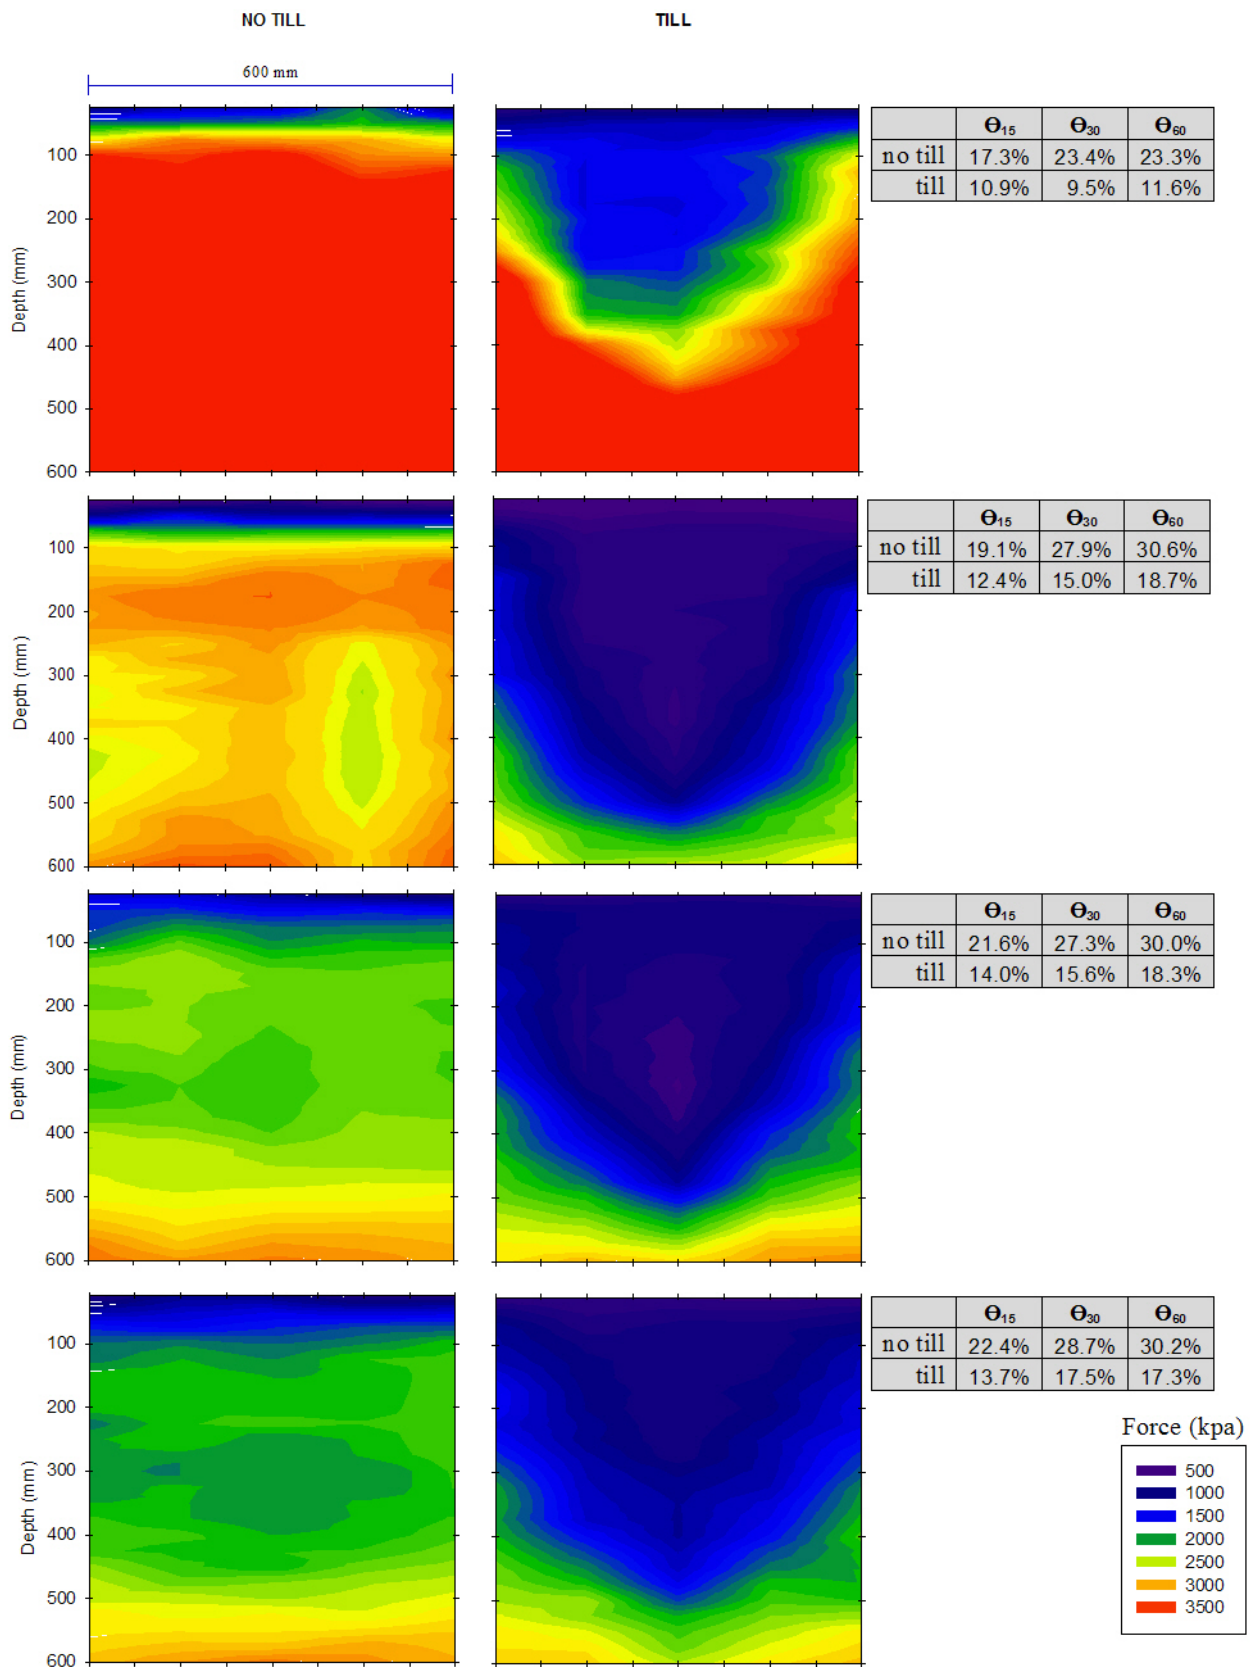 NO TILL
TILL
600 mm
Depth (mm)
100
200
300
400
500
600
Θ15 Θ30 Θ60
no till 17.3% 23.4% 23.3%
till 10.9% 9.5% 11.6%
Depth (mm)
100
200
300
400
500
600
Θ15 Θ30 Θ60
no till 19.1% 27.9% 30.6%
till 12.4% 15.0% 18.7%
Depth (mm)
100
200
300
400
500
600
Θ15 Θ30 Θ60
no till 21.6% 27.3% 30.0%
till 14.0% 15.6% 18.3%
Depth (mm)
100
200
300
400
500
600
Θ15 Θ30 Θ60
no till 22.4% 28.7% 30.2%
till 13.7% 17.5% 17.3%
Force (kpa)
500
1000
1500
2000
2500
3000
3500